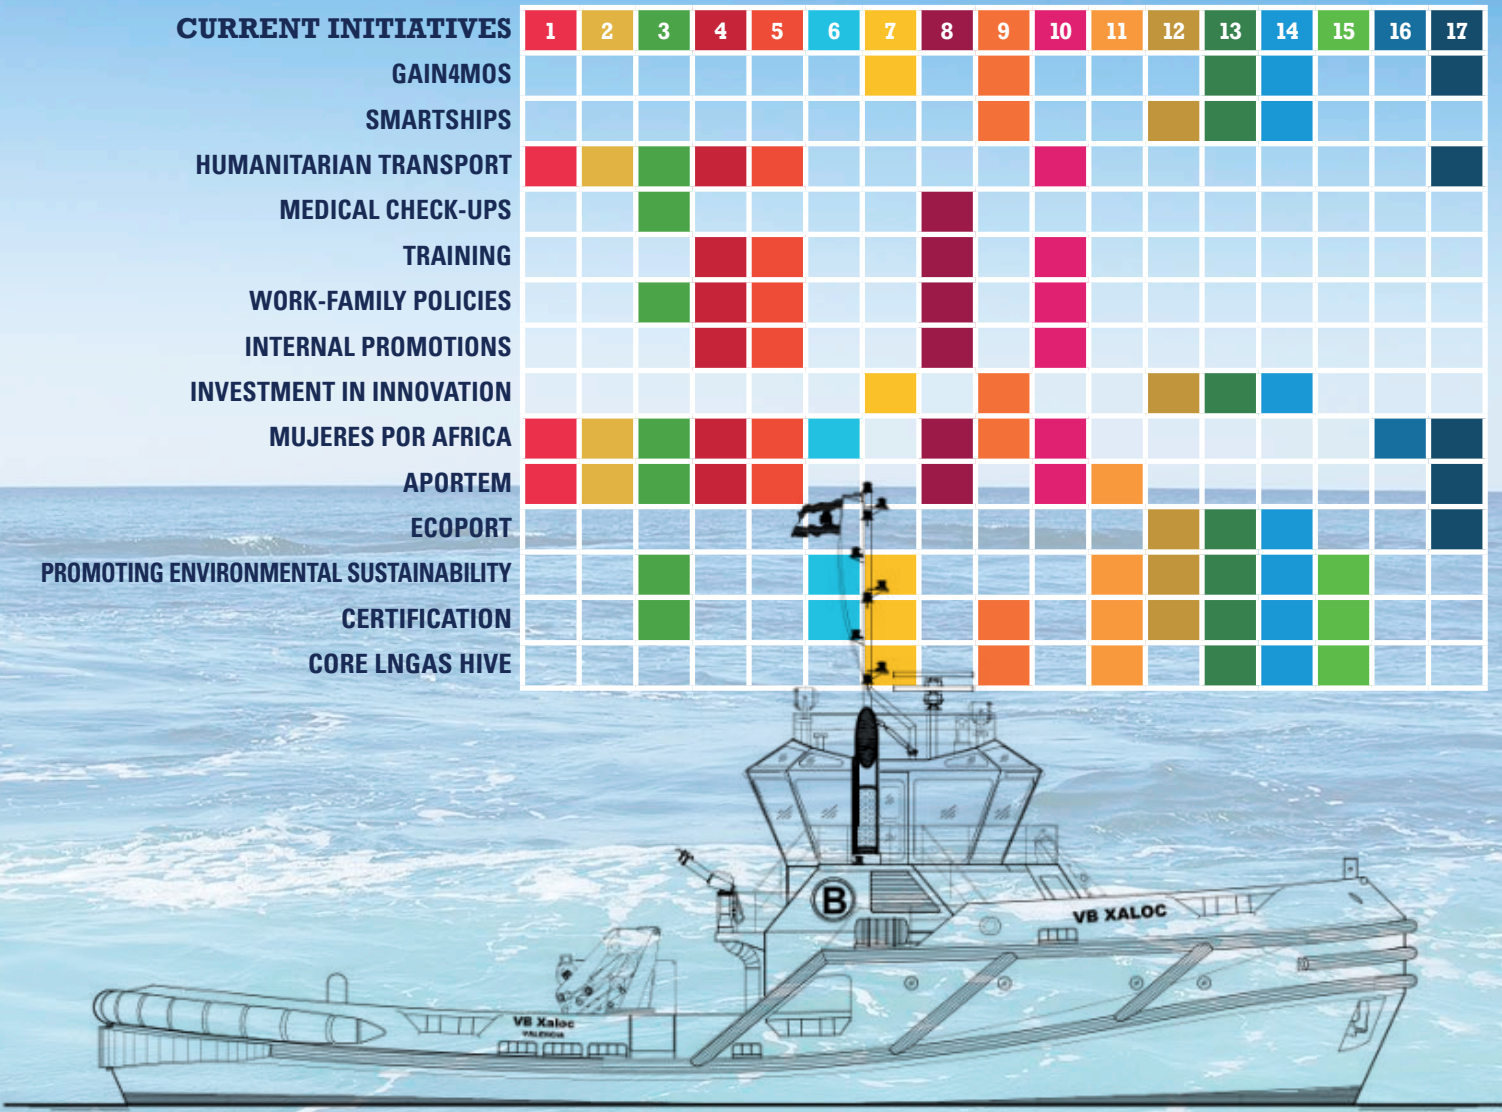 CURRENT INITIATIVES 1 2 3 4 5 6 7 8 9 10 11 12 13 14 15 16 17
GAIN4MOS
SMARTSHIPS
HUMANITARIAN TRANSPORT
MEDICAL CHECK-UPS
TRAINING
WORK-FAMILY POLICIES
INTERNAL PROMOTIONS
INVESTMENT IN INNOVATION
MUJERES POR AFRICA
APORTEM
ECOPORT
PROMOTING ENVIRONMENTAL SUSTAINABILITY
CERTIFICATION
CORE LNGAS HIVE
B
VB XALOC
VB Xaloc
VALENCIA